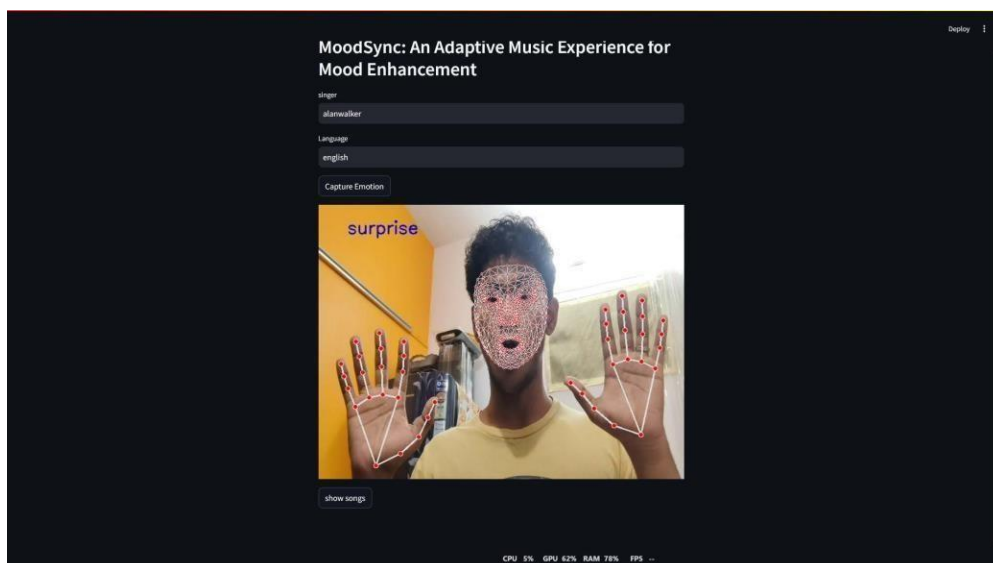 Deploy
MoodSync: An Adaptive Music Experience for
Mood Enhancement
singer
alanwalker
Language
english
Capture Emotion
surprise
show songs
CPU 5% GPU 62% RAM 78% FPS --